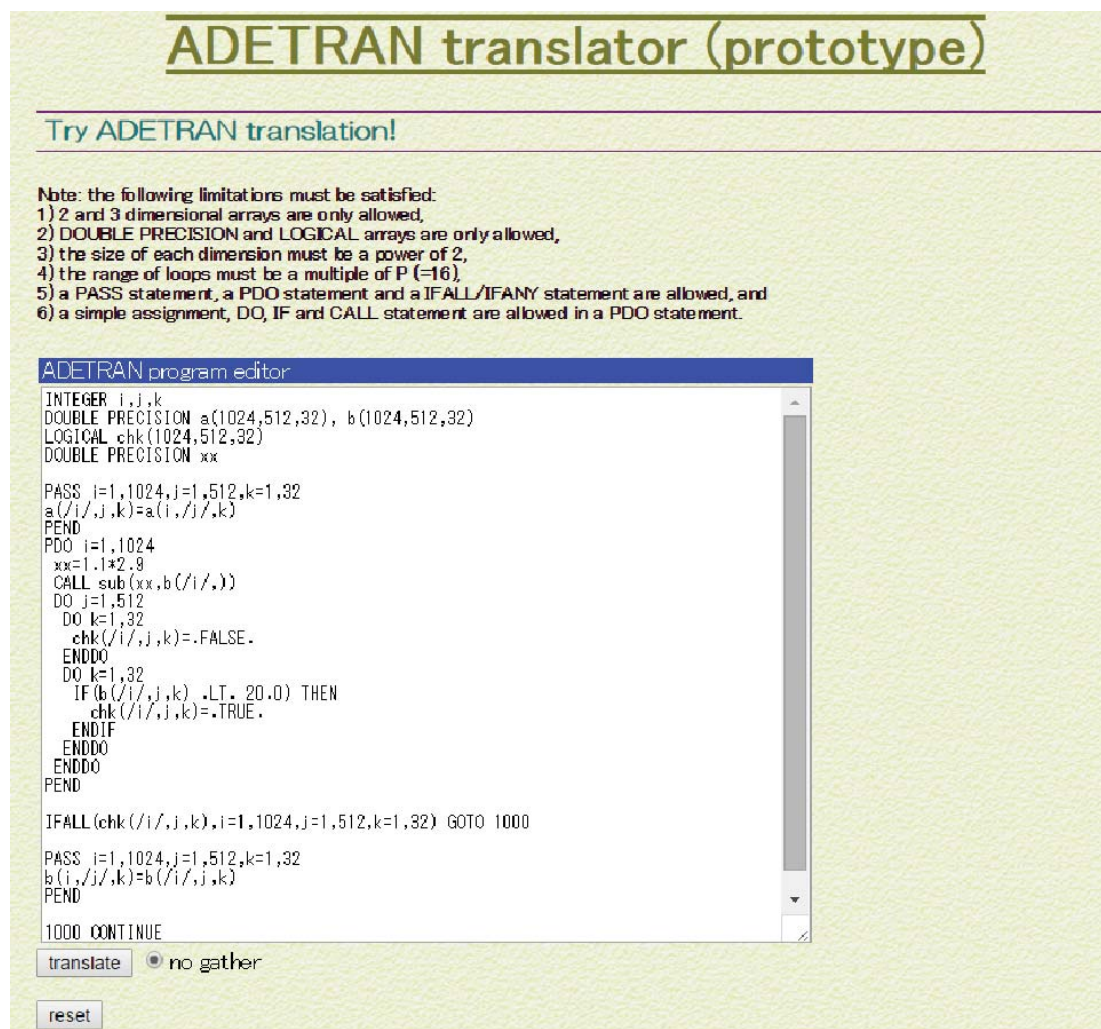 ADETRAN translator (prototype)
Try ADETRAN translation!
Note: the following limitations must be satisfied:
1) 2 and 3 dimensional arrays are only allowed,
2) DOUBLE PRECISION and LOGICAL arrays are only allowed,
3) the size of each dimension must be a power of 2,
4) the range of loops must be a multiple of P (=16),
5) a PASS statement, a PDO statement and a IFALL/IFANY statement are allowed, and
6) a simple assignment, DO, IF and CALL statement are allowed in a PDO statement.
ADETRAN program editor
INTEGER i,j,k
DOUBLE PRECISION a(1024,512,32), b(1024,512,32)
LOGICAL chk(1024,512,32)
DOUBLE PRECISION xx
PASS i=1,1024,j=1,512,k=1,32
a(/i/,j,k)=a(i,/j/,k)
PEND
PDO i=1,1024
xx=1.1*2.9
CALL sub(xx,b(/i/,))
DO j=1,512
DO k=1,32
chk(/i/,j,k)=.FALSE.
ENDDO
DO k=1,32
IF(b(/i/,j,k) .LT. 20.0) THEN
chk(/i/,j,k)=.TRUE.
ENDIF
ENDDO
ENDDO
PEND
IFALL(chk(/i/,j,k),i=1,1024,j=1,512,k=1,32) GOTO 1000
PASS i=1,1024,j=1,512,k=1,32
b(i,/j/,k)=b(/i/,j,k)
PEND
1000 CONTINUE
translate no gather
reset